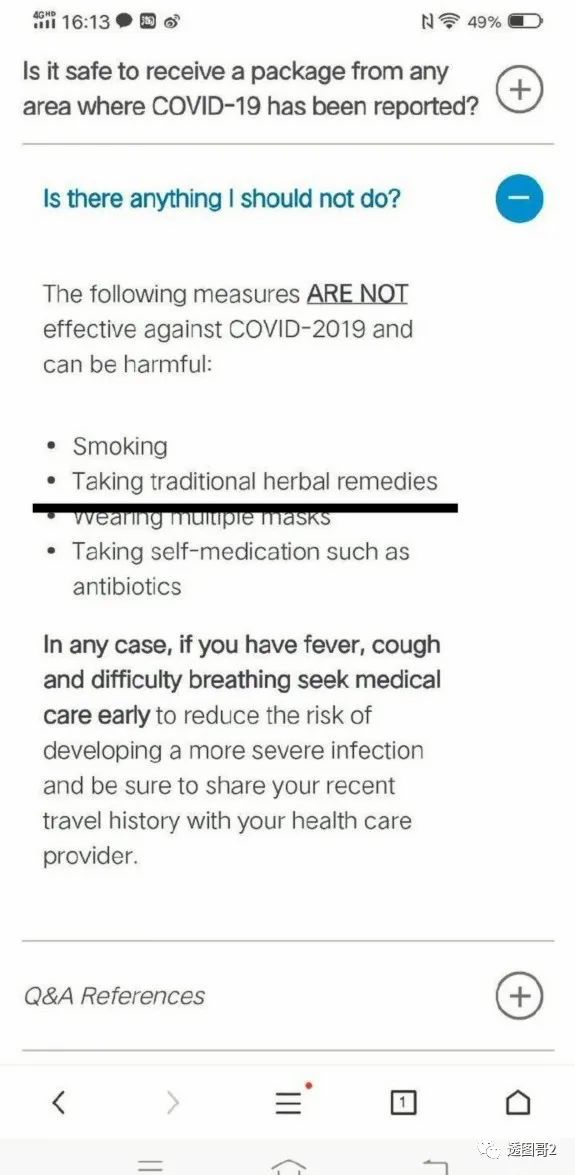 4GHD 16:13 淘 49%
Is it safe to receive a package from any
area where COVID-19 has been reported?
Is there anything I should not do?
The following measures ARE NOT
effective against COVID-2019 and
can be harmful:
• Smoking
• Taking traditional herbal remedies
• Wearing multiple masks
• Taking self-medication such as
antibiotics
In any case, if you have fever, cough
and difficulty breathing seek medical
care early to reduce the risk of
developing a more severe infection
and be sure to share your recent
travel history with your health care
provider.
Q&A References
1
透图哥2